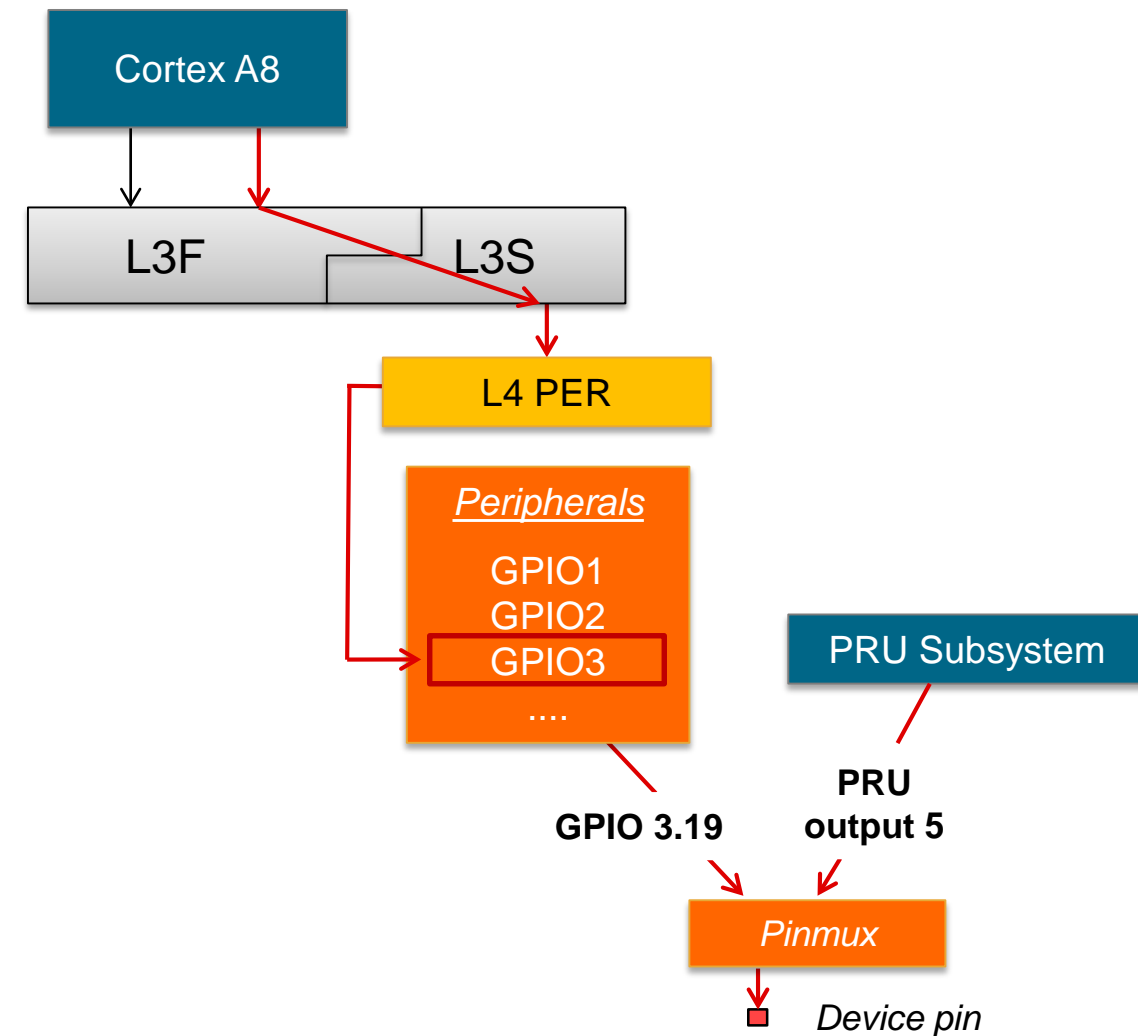 Cortex A8
L3F
L3S
L4 PER
Peripherals
GPIO1
GPIO2
GPIO3
....
PRU Subsystem
GPIO 3.19
PRU
output 5
Pinmux
Device pin